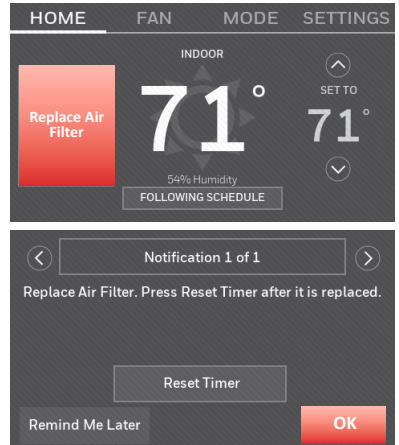 HOME FAN MODE SETTINGS
INDOOR
Replace Air
Filter
71°
SET TO
71°
54% Humidity
FOLLOWING SCHEDULE
Notification 1 of 1
Replace Air Filter. Press Reset Timer after it is replaced.
Reset Timer
Remind Me Later
OK